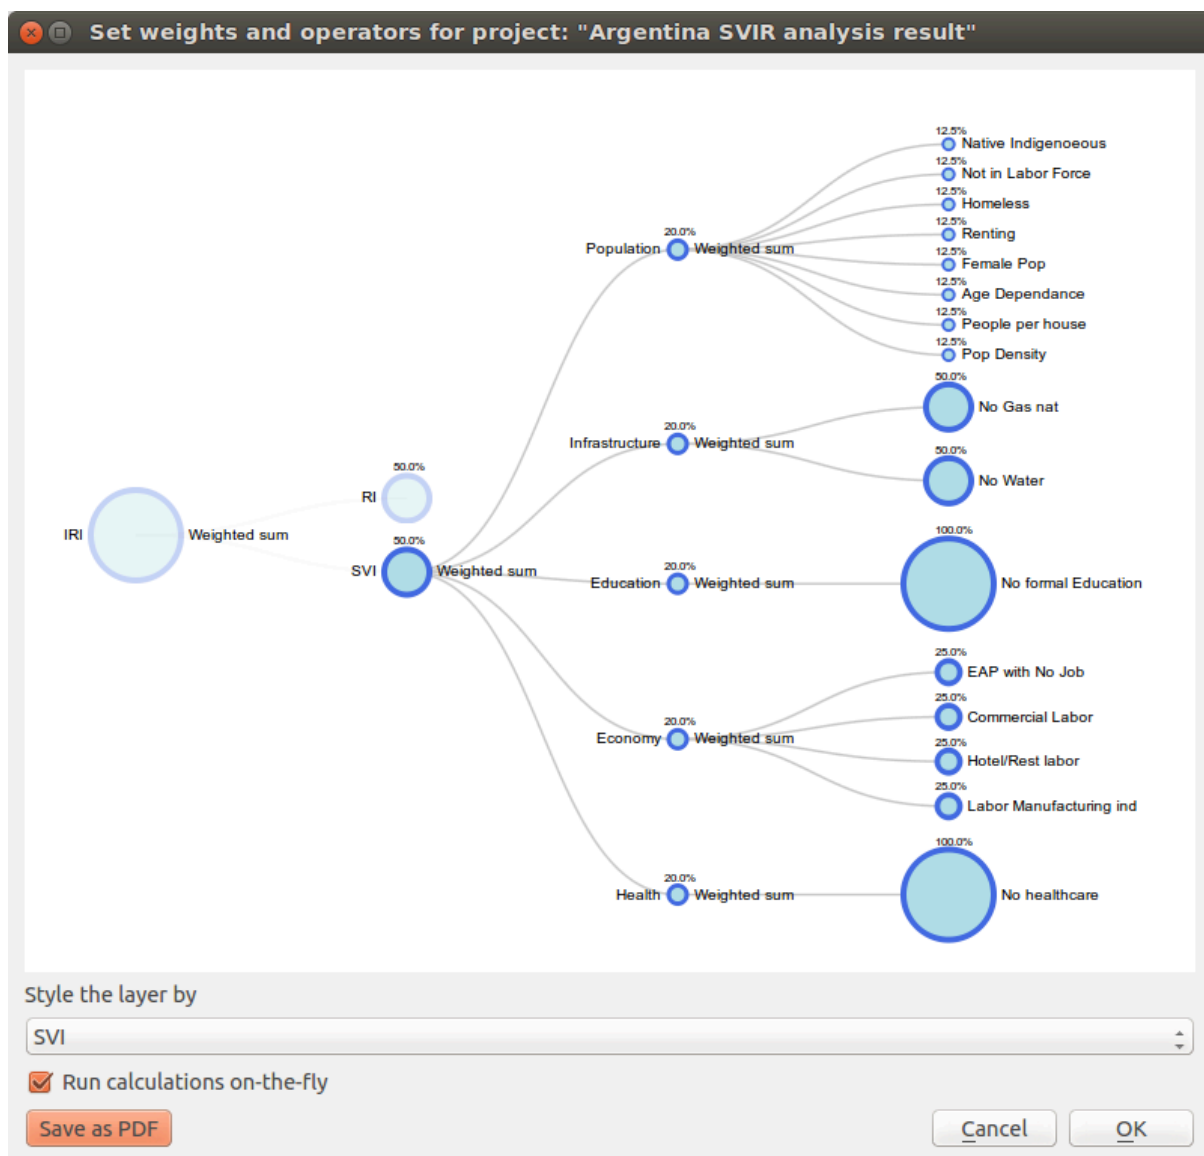 Set weights and operators for project: "Argentina SVIR analysis result"
12.5%
Native Indigenoeous
12.5%
Not in Labor Force
12.5%
Homeless
12.5%
Renting
12.5%
Female Pop
12.5%
Age Dependance
12.5%
People per house
12.5%
Pop Density
20.0%
Population Weighted sum
50.0%
No Gas nat
20.0%
Infrastructure Weighted sum
50.0%
No Water
50.0%
RI
IRI Weighted sum
50.0%
SVI Weighted sum
100.0%
No formal Education
20.0%
Education Weighted sum
25.0%
EAP with No Job
25.0%
Commercial Labor
20.0%
Economy Weighted sum
25.0%
Hotel/Rest labor
25.0%
Labor Manufacturing ind
100.0%
No healthcare
20.0%
Health Weighted sum
Style the layer by
SVI
Run calculations on-the-fly
Save as PDF
Cancel
OK